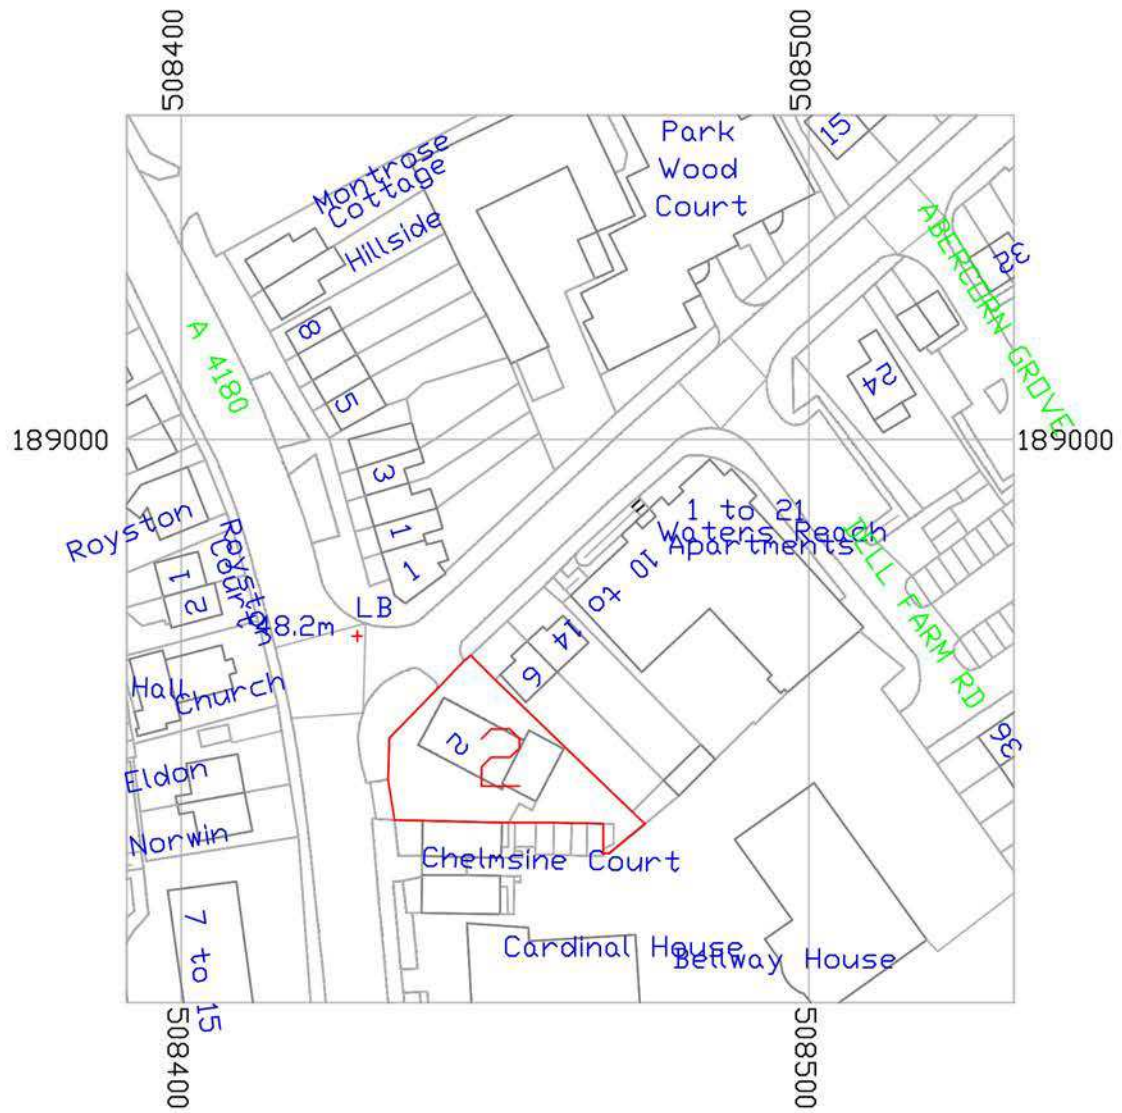 508400
508500
Park
Wood
Court
15
Montrose
Cottage
Hillside
ABERCORN GROVE
32
8
A 4180
5
24
189000
189000
3
1
1
Royston
Royston
Court
1
2
1 to 21
Waters Reach
Apartments
10 to 14
DELL FARM RD
LB
48.2m
6
Hall
Church
2
2
36
Eldon
Norwin
Chelmsine Court
7 to 15
Cardinal House
Bellway House
508400
508500